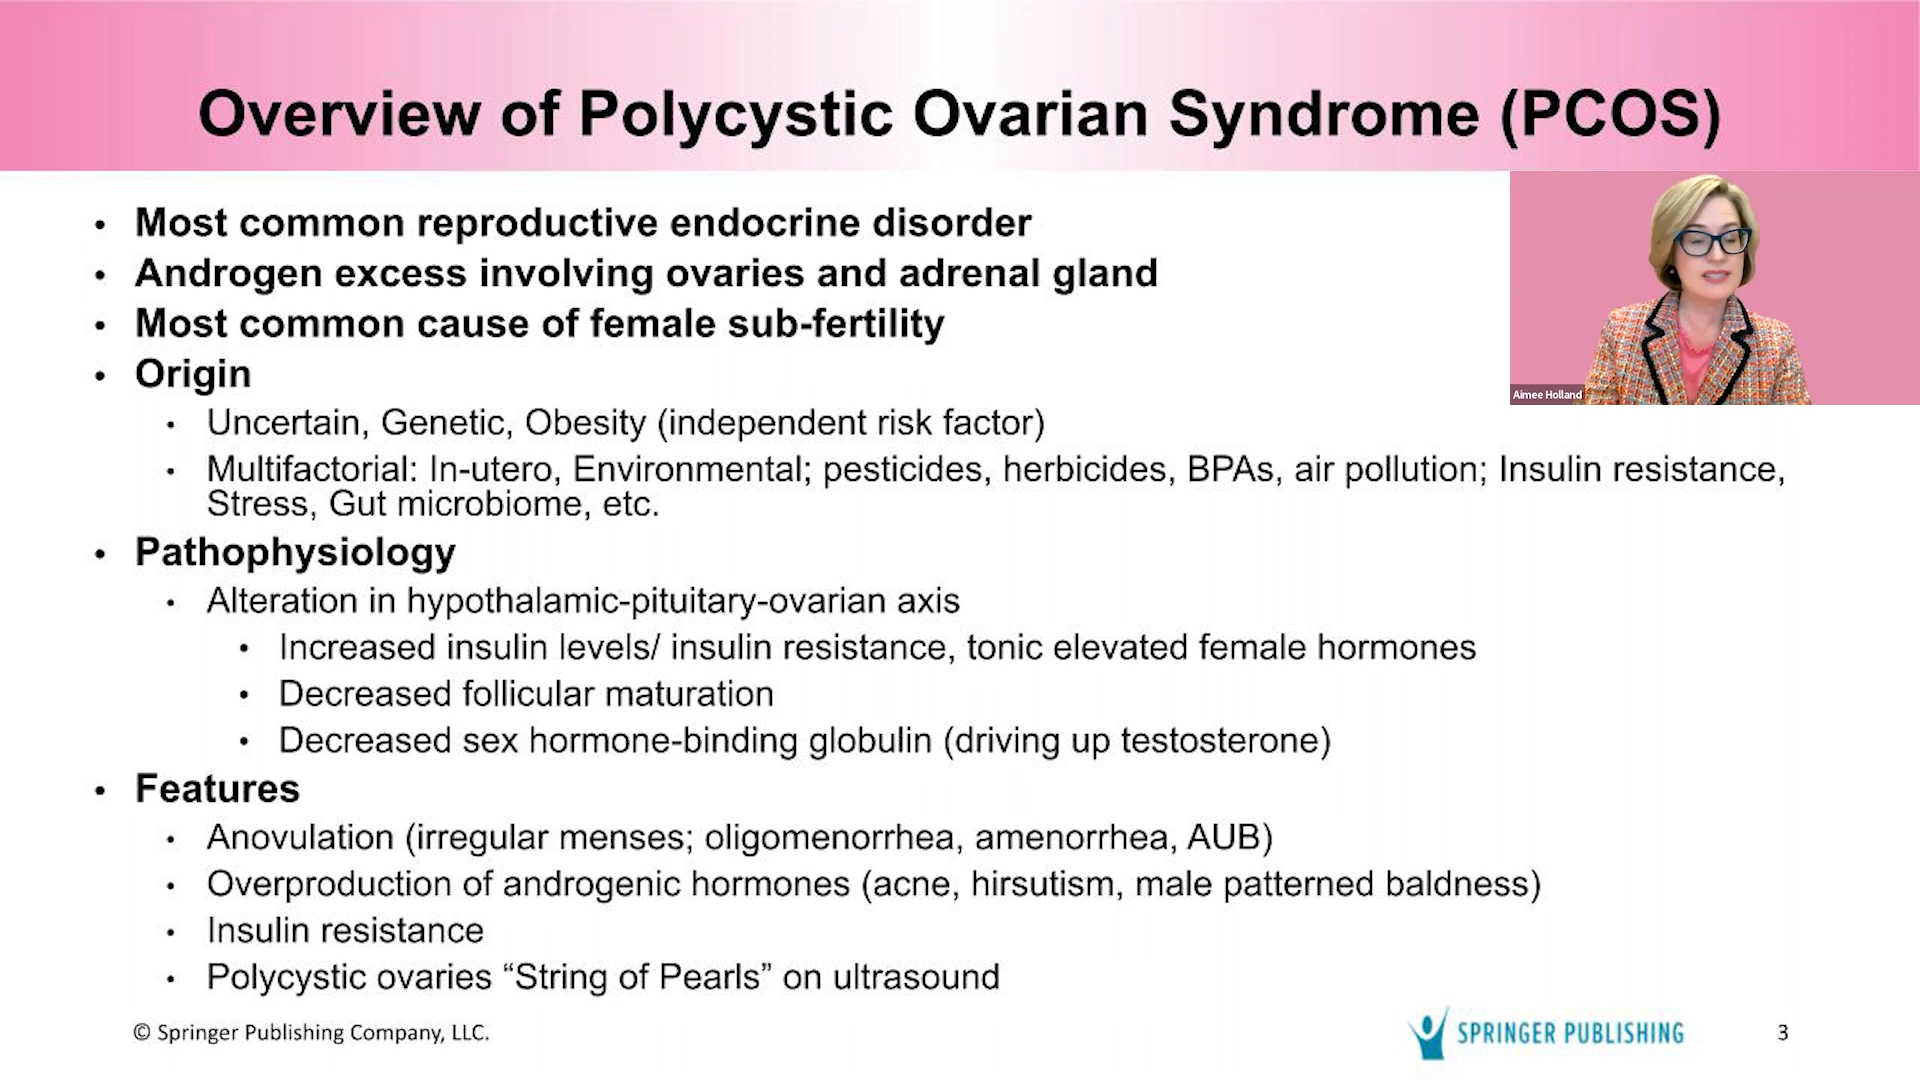 Overview of Polycystic Ovarian Syndrome (PCOS)
• Most common reproductive endocrine disorder
• Androgen excess involving ovaries and adrenal gland
• Most common cause of female sub-fertility
• Origin
• Uncertain, Genetic, Obesity (independent risk factor)
• Multifactorial: In-utero, Environmental; pesticides, herbicides, BPAs, air pollution; Insulin resistance,
Stress, Gut microbiome, etc.
• Pathophysiology
• Alteration in hypothalamic-pituitary-ovarian axis
• Increased insulin levels/ insulin resistance, tonic elevated female hormones
• Decreased follicular maturation
• Decreased sex hormone-binding globulin (driving up testosterone)
• Features
• Anovulation (irregular menses; oligomenorrhea, amenorrhea, AUB)
• Overproduction of androgenic hormones (acne, hirsutism, male patterned baldness)
• Insulin resistance
• Polycystic ovaries “String of Pearls” on ultrasound
Aimee Holland
© Springer Publishing Company, LLC.
SPRINGER PUBLISHING
3